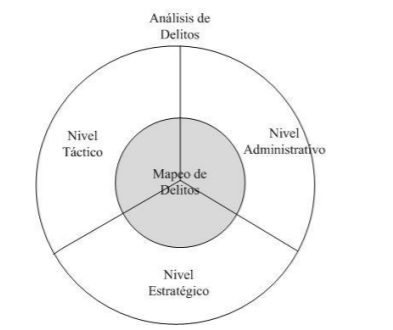 Análisis de
Delitos
Nivel
Táctico
Nivel
Administrativo
Mapeo de
Delitos
Nivel
Estratégico